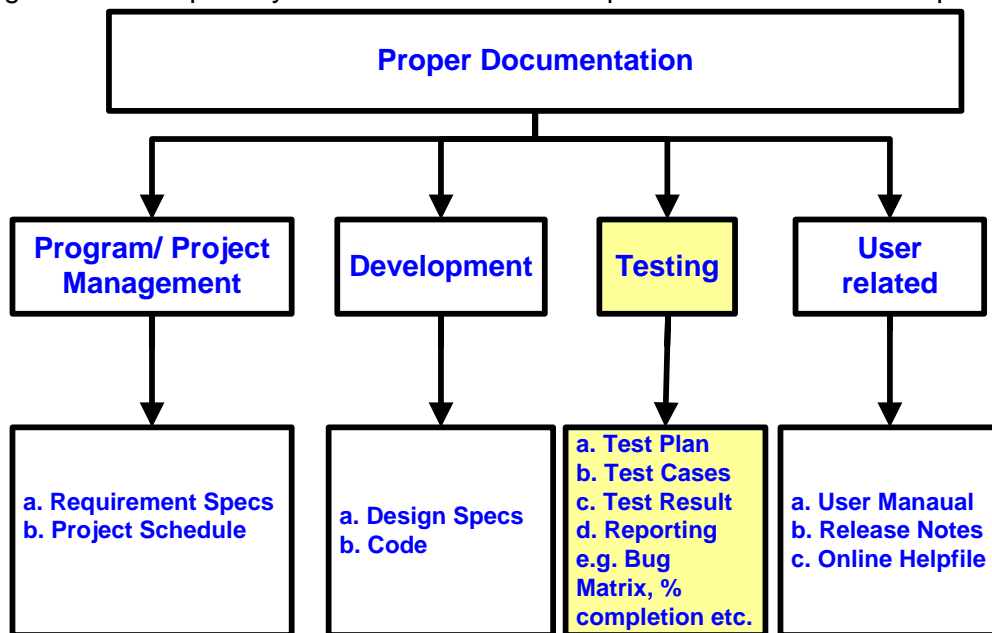 Proper Documentation
Program/ Project
Management
Development
Testing
User
related
a. Requirement Specs
b. Project Schedule
a. Design Specs
b. Code
a. Test Plan
b. Test Cases
c. Test Result
d. Reporting
e.g. Bug
Matrix, %
completion etc.
a. User Manaual
b. Release Notes
c. Online Helpfile